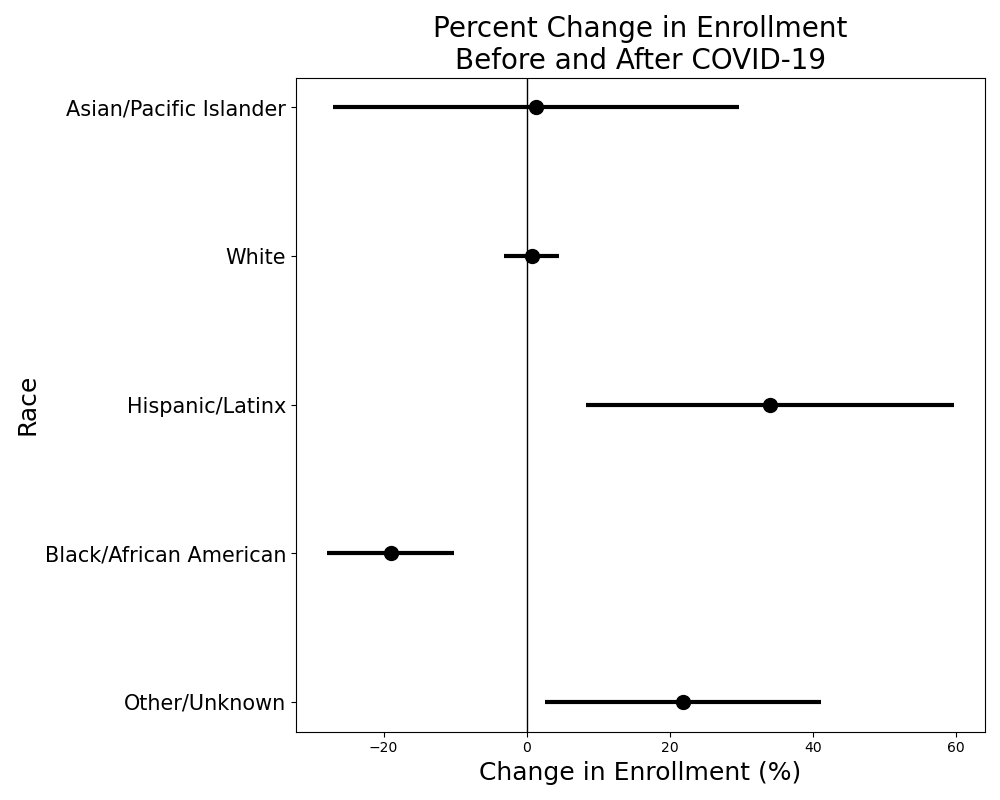 Percent Change in Enrollment
Before and After COVID-19
Asian/Pacific Islander
White
Hispanic/Latinx
Black/African American
Other/Unknown
Race
−20 0 20 40 60
Change in Enrollment (%)